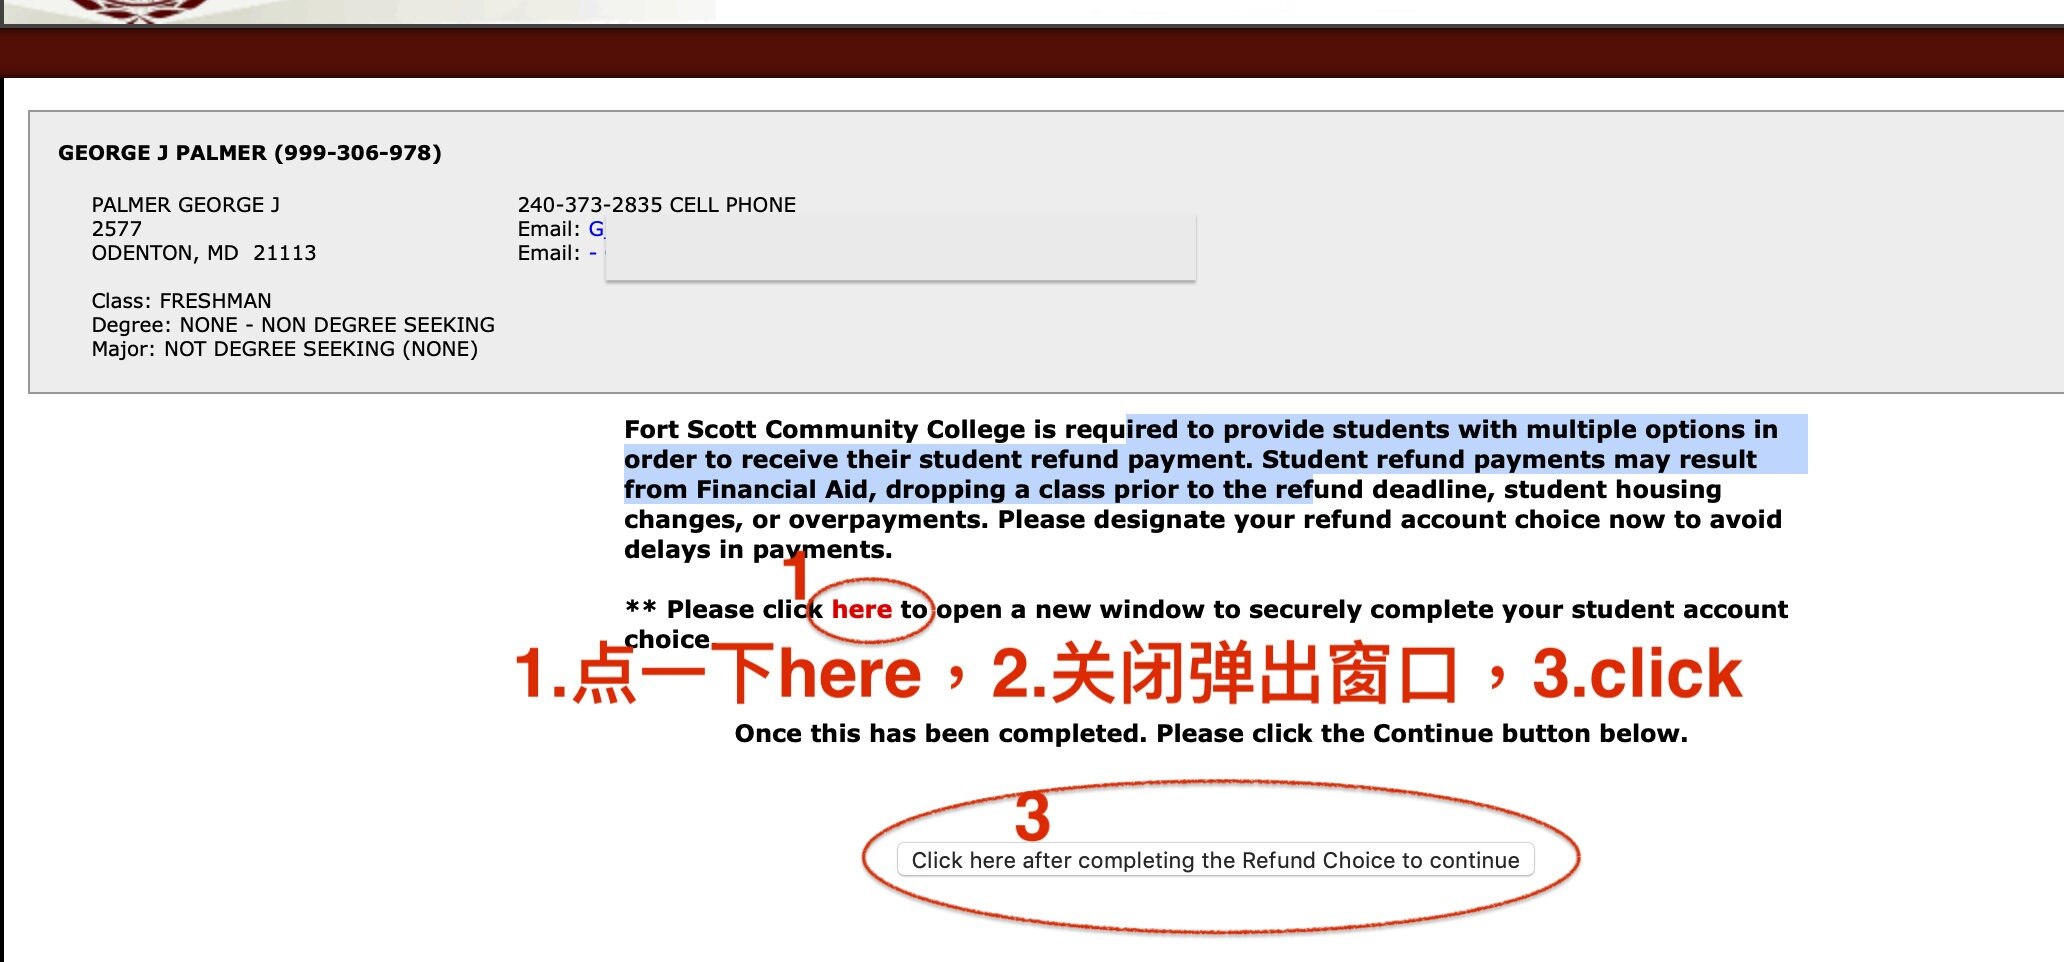 GEORGE J PALMER (999-306-978)
PALMER GEORGE J
2577
ODENTON, MD 21113
240-373-2835 CELL PHONE
Email: G
Email: -
Class: FRESHMAN
Degree: NONE - NON DEGREE SEEKING
Major: NOT DEGREE SEEKING (NONE)
Fort Scott Community College is required to provide students with multiple options in
order to receive their student refund payment. Student refund payments may result
from Financial Aid, dropping a class prior to the refund deadline, student housing
changes, or overpayments. Please designate your refund account choice now to avoid
delays in payments.
1
** Please click here to open a new window to securely complete your student account
choice.
1.点一下here，2.关闭弹出窗口，3.click
Once this has been completed. Please click the Continue button below.
3
Click here after completing the Refund Choice to continue